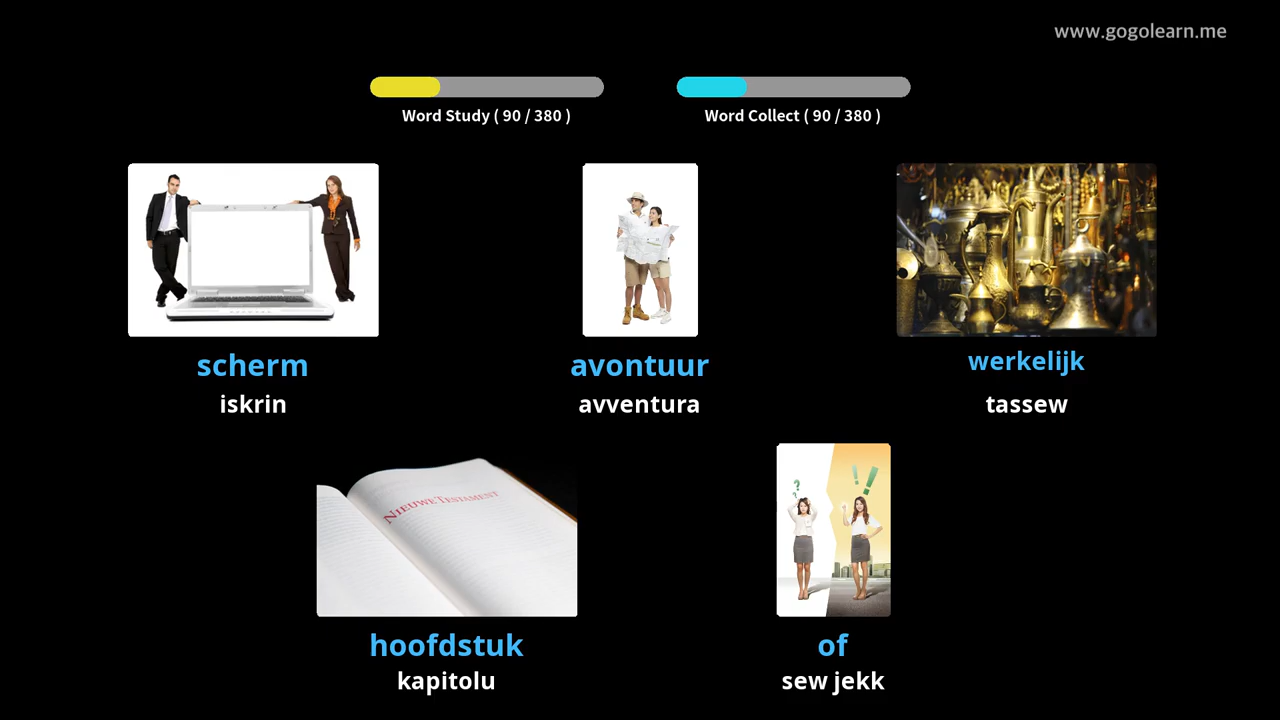 www.gogolearn.me
Word Study ( 90 / 380 )
Word Collect ( 90 / 380 )
scherm
iskrin
avontuur
avventura
werkelijk
tassew
NIEUWE TESTAMENT
hoofdstuk
kapitolu
of
sew jekk